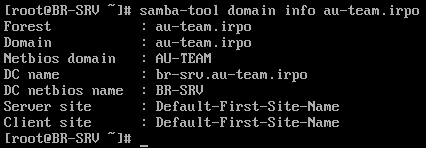 [root@BR-SRV ~]# samba-tool domain info au-team.irpo
Forest           : au-team.irpo
Domain           : au-team.irpo
Netbios domain   : AU-TEAM
DC name          : br-srv.au-team.irpo
DC netbios name  : BR-SRV
Server site      : Default-First-Site-Name
Client site      : Default-First-Site-Name
[root@BR-SRV ~]# _